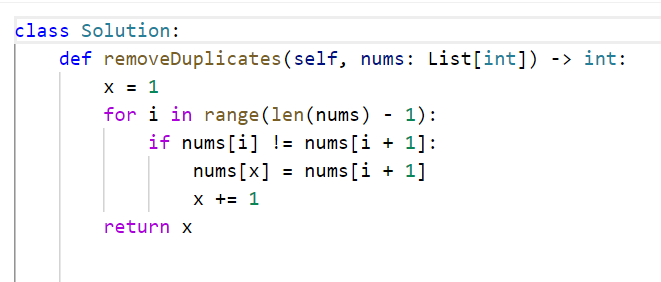 class Solution:
    def removeDuplicates(self, nums: List[int]) -> int:
        x = 1
        for i in range(len(nums) - 1):
            if nums[i] != nums[i + 1]:
                nums[x] = nums[i + 1]
                x += 1
        return x